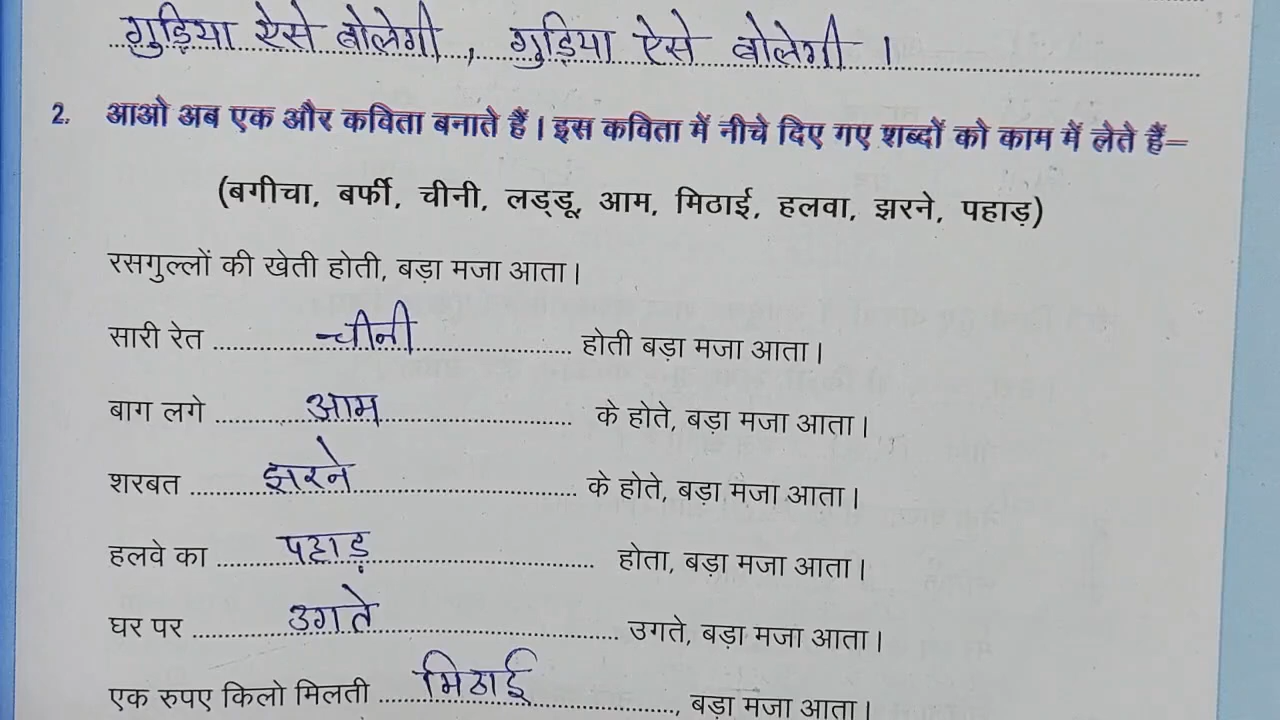 गुड़िया ऐसे बोलेगी, गुड़िया ऐसे बोलेगी।
2. आओ अब एक और कविता बनाते हैं। इस कविता में नीचे दिए गए शब्दों को काम में लेते हैं—
(बगीचा, बर्फी, चीनी, लड्डू, आम, मिठाई, हलवा, झरने, पहाड़)
रसगुल्लों की खेती होती, बड़ा मजा आता।
सारी रेत ........ चीनी ........ होती बड़ा मजा आता।
बाग लगे ........ आम ........ के होते, बड़ा मजा आता।
शरबत ........ झरने ........ के होते, बड़ा मजा आता।
हलवे का ........ पहाड़ ........ होता, बड़ा मजा आता।
घर पर ........ उगते ........ उगते, बड़ा मजा आता।
एक रुपए किलो मिलती ........ मिठाई ........, बड़ा मजा आता।